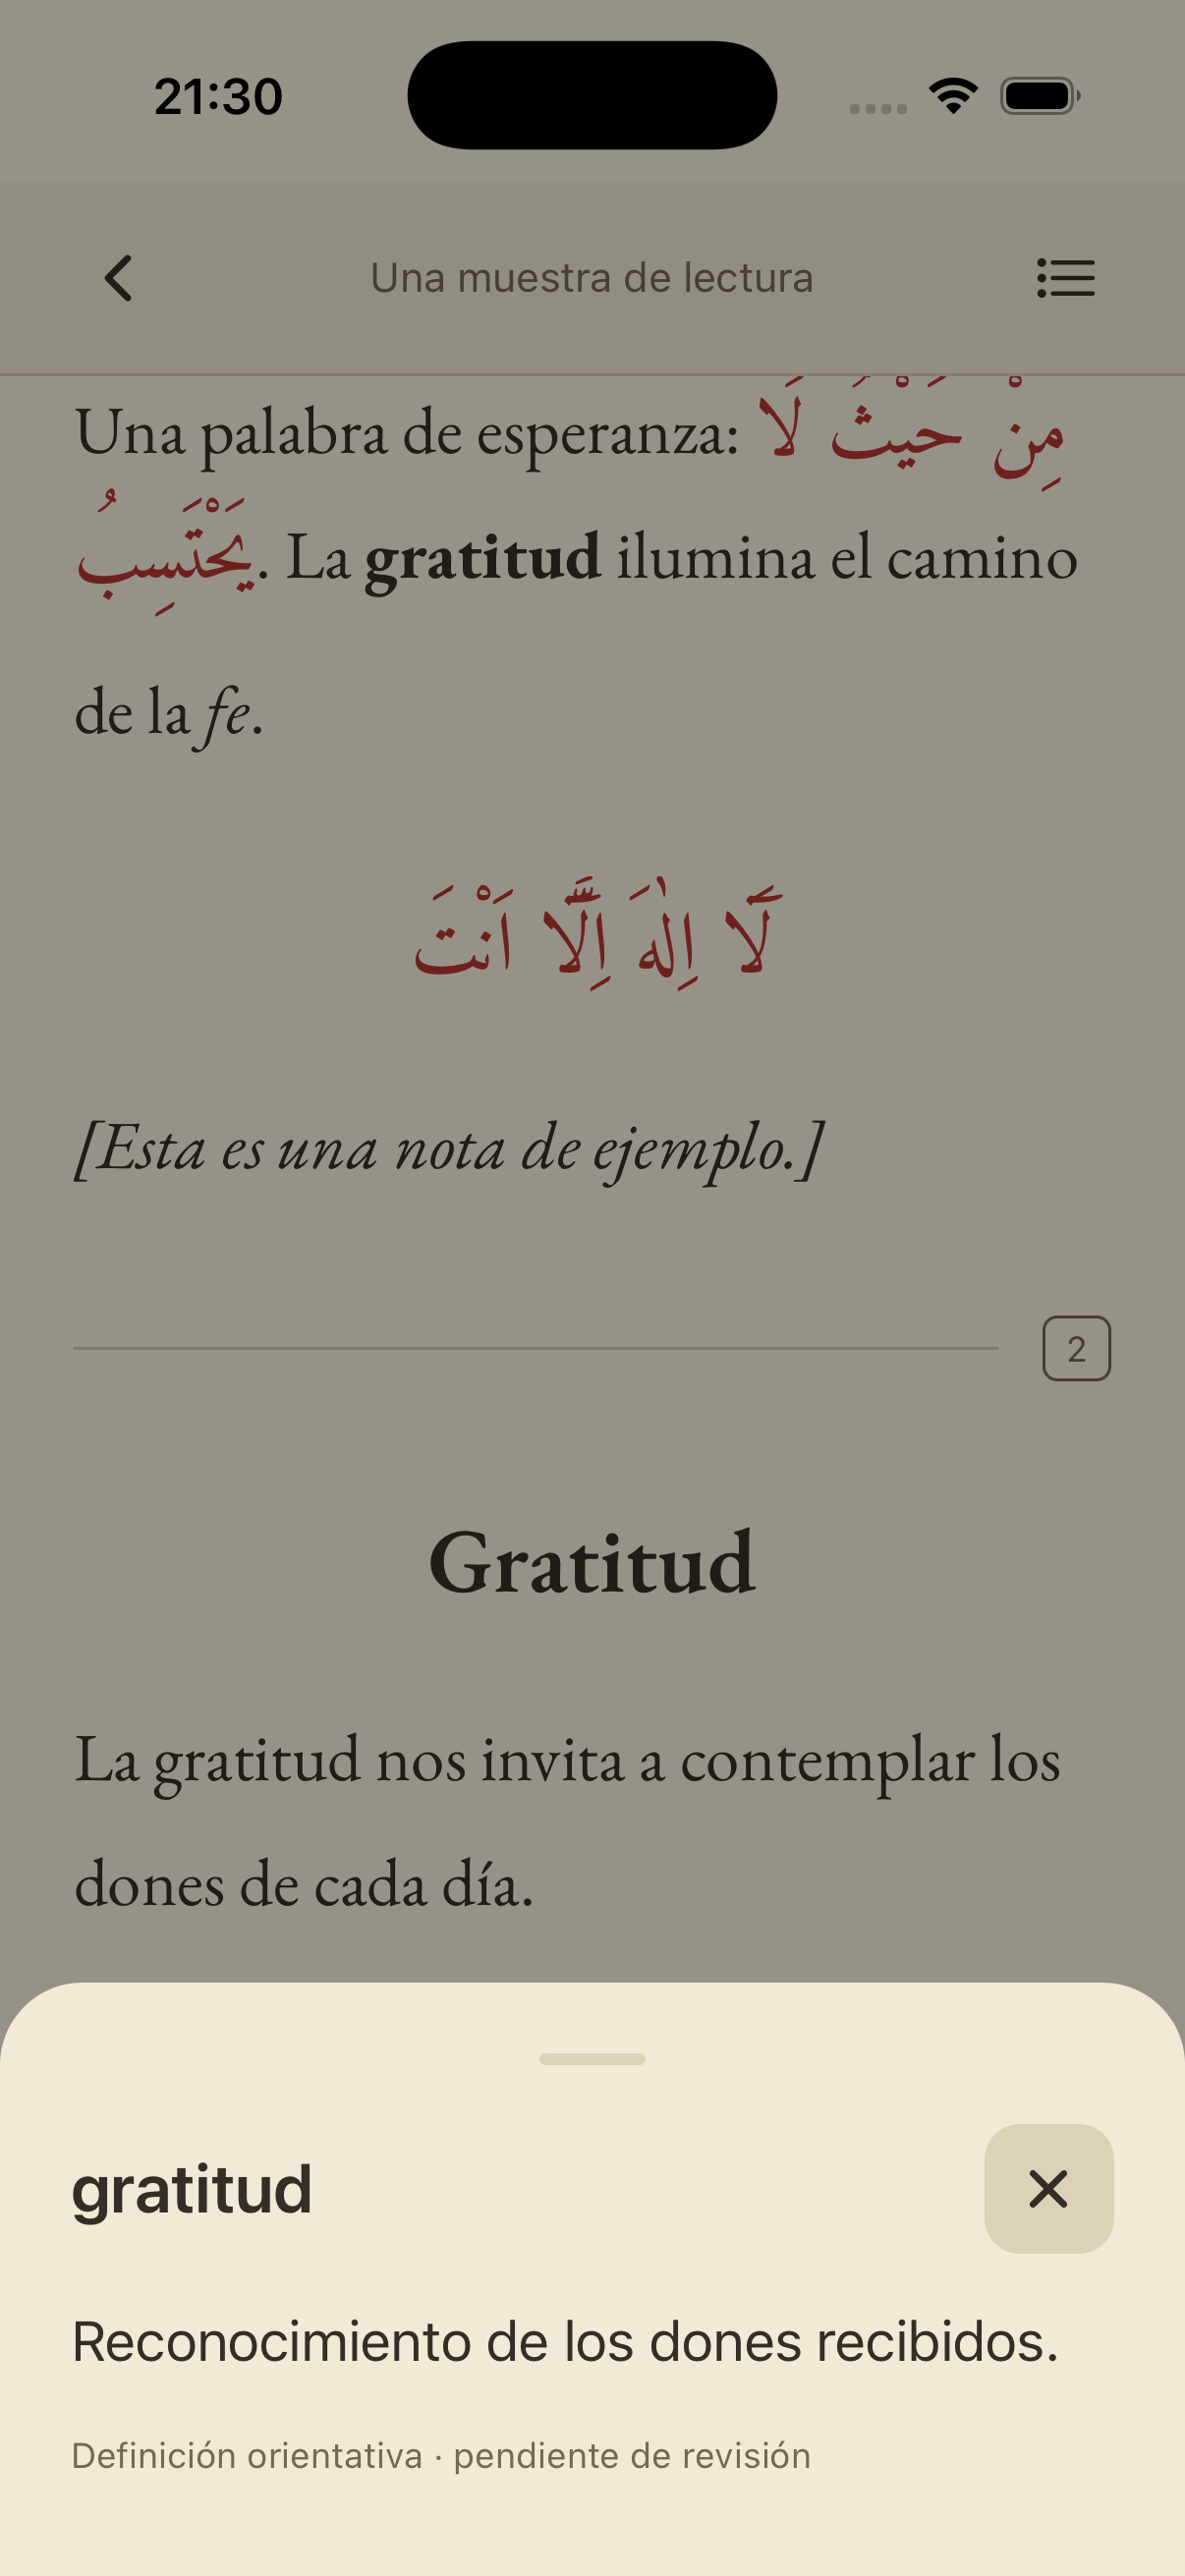 21:30
Una muestra de lectura
Una palabra de esperanza: مِنْ حَيْثُ لَا
يَحْتَسِبُ. La gratitud ilumina el camino
de la fe.
لَٓا اِلٰهَ اِلَّٓا اَنْتَ
[Esta es una nota de ejemplo.]
2
Gratitud
La gratitud nos invita a contemplar los
dones de cada día.
gratitud
Reconocimiento de los dones recibidos.
Definición orientativa · pendiente de revisión